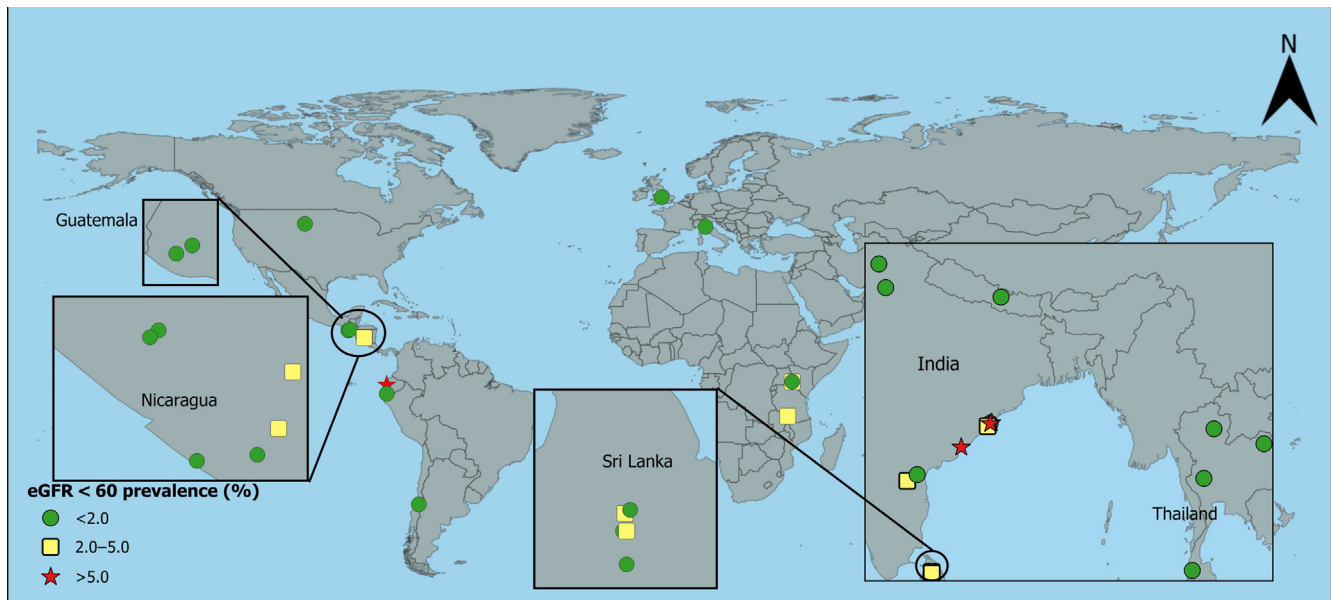 N
Guatemala
India
Nicaragua
Sri Lanka
Thailand
eGFR < 60 prevalence (%)
<2.0
2.0–5.0
>5.0